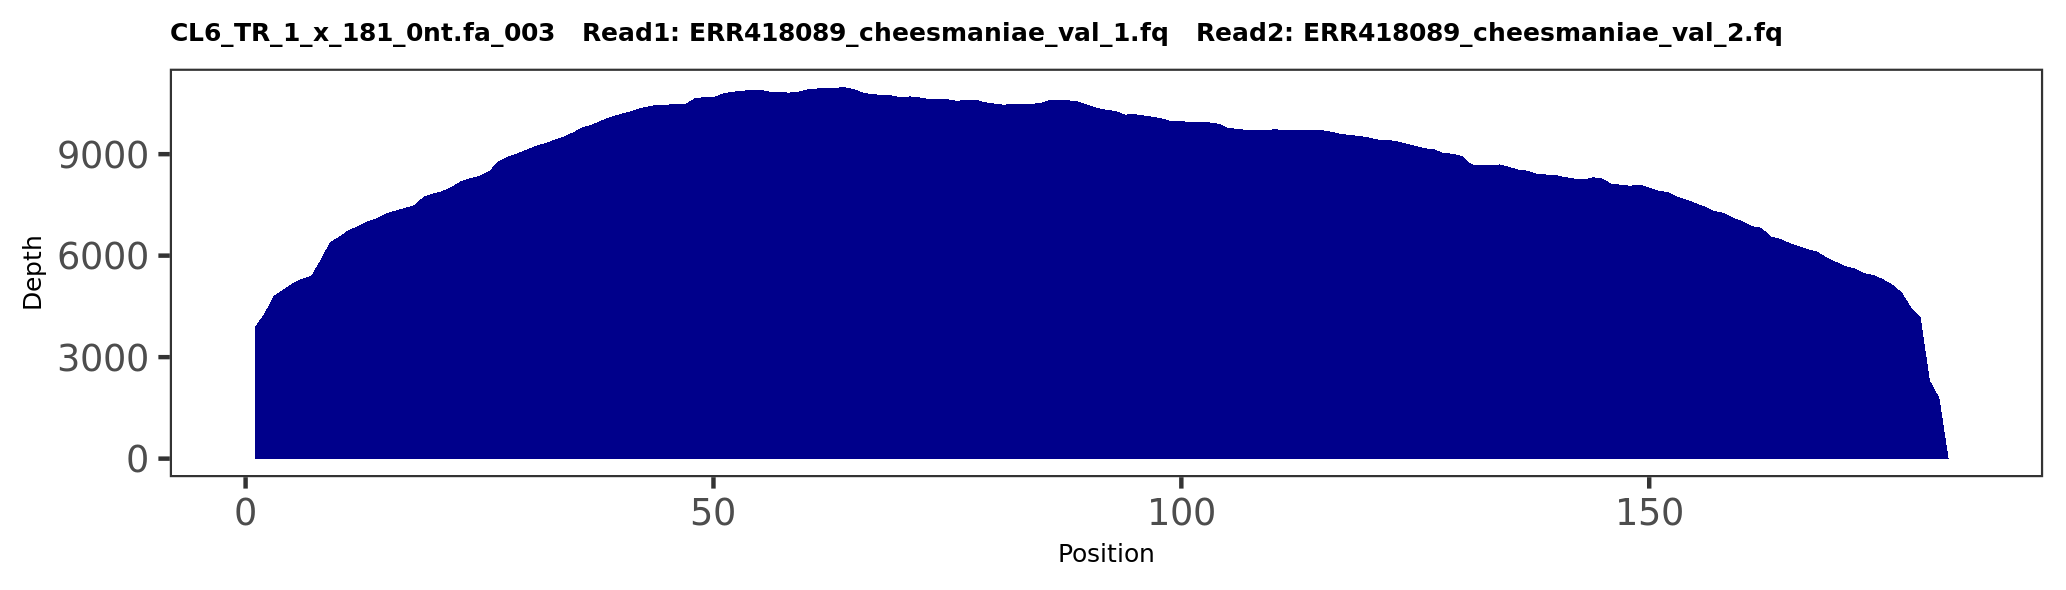 CL6_TR_1_x_181_0nt.fa_003 Read1: ERR418089_cheesmaniae_val_1.fq Read2: ERR418089_cheesmaniae_val_2.fq
9000
6000
3000
0
Depth
0 50 100 150
Position